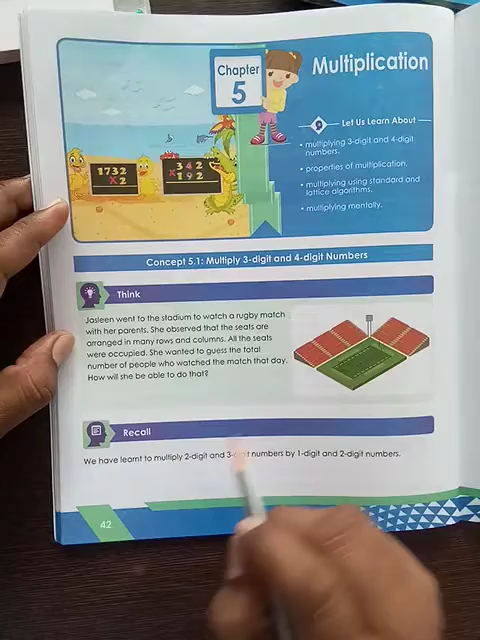 Chapter
5
Multiplication
Let Us Learn About
• multiplying 3-digit and 4-digit
numbers.
• properties of multiplication.
• multiplying using standard and
lattice algorithms.
• multiplying mentally.
1732
x 2
342
x 192
Concept 5.1: Multiply 3-digit and 4-digit Numbers
Think
Jasleen went to the stadium to watch a rugby match
with her parents. She observed that the seats are
arranged in many rows and columns. All the seats
were occupied. She wanted to guess the total
number of people who watched the match that day.
How will she be able to do that?
Recall
We have learnt to multiply 2-digit and 3-digit numbers by 1-digit and 2-digit numbers.
42